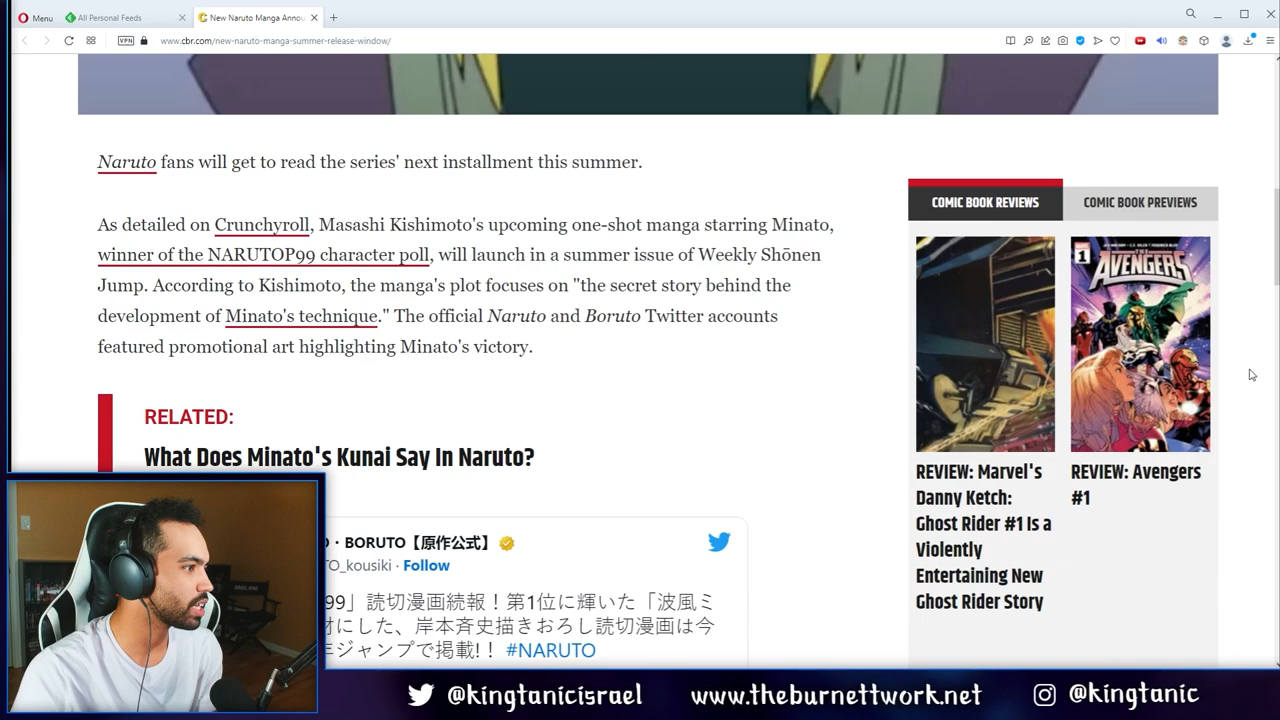 Menu
All Personal Feeds
New Naruto Manga Annou
VPN
www.cbr.com/new-naruto-manga-summer-release-window/
Naruto fans will get to read the series' next installment this summer.
As detailed on Crunchyroll, Masashi Kishimoto's upcoming one-shot manga starring Minato,
winner of the NARUTOP99 character poll, will launch in a summer issue of Weekly Shōnen
Jump. According to Kishimoto, the manga's plot focuses on "the secret story behind the
development of Minato's technique." The official Naruto and Boruto Twitter accounts
featured promotional art highlighting Minato's victory.
RELATED:
What Does Minato's Kunai Say In Naruto?
O・BORUTO【原作公式】
TO_kousiki · Follow
99」読切漫画続報！第1位に輝いた「波風ミ
材にした、岸本斉史描きおろし読切漫画は今
ジャンプで掲載!！ #NARUTO
COMIC BOOK REVIEWS
COMIC BOOK PREVIEWS
1
THE AVENGERS
REVIEW: Marvel's
Danny Ketch:
Ghost Rider #1 Is a
Violently
Entertaining New
Ghost Rider Story
REVIEW: Avengers
#1
@kingtanicisrael
www.theburnettwork.net
@kingtanic